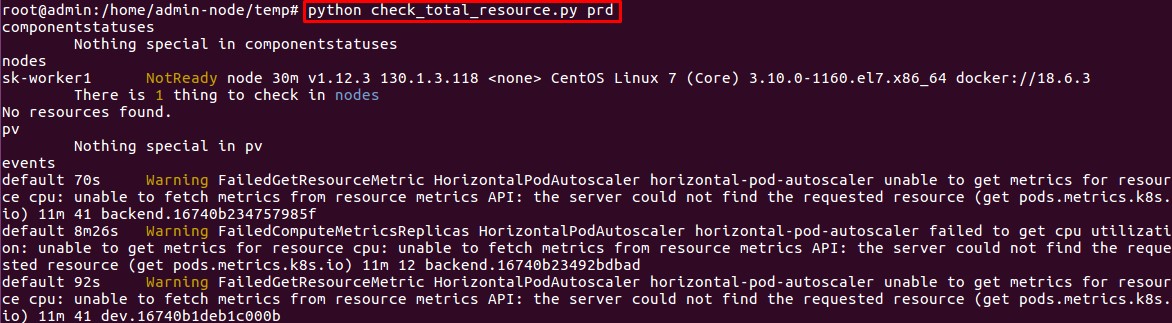 root@admin:/home/admin-node/temp# python check_total_resource.py prd
componentstatuses
Nothing special in componentstatuses
nodes
sk-worker1 NotReady node 30m v1.12.3 130.1.3.118 <none> CentOS Linux 7 (Core) 3.10.0-1160.el7.x86_64 docker://18.6.3
There is 1 thing to check in nodes
No resources found.
pv
Nothing special in pv
events
default 70s Warning FailedGetResourceMetric HorizontalPodAutoscaler horizontal-pod-autoscaler unable to get metrics for resour
ce cpu: unable to fetch metrics from resource metrics API: the server could not find the requested resource (get pods.metrics.k8s.
io) 11m 41 backend.16740b234757985f
default 8m26s Warning FailedComputeMetricsReplicas HorizontalPodAutoscaler horizontal-pod-autoscaler failed to get cpu utilizati
on: unable to get metrics for resource cpu: unable to fetch metrics from resource metrics API: the server could not find the reque
sted resource (get pods.metrics.k8s.io) 11m 12 backend.16740b23492bdbad
default 92s Warning FailedGetResourceMetric HorizontalPodAutoscaler horizontal-pod-autoscaler unable to get metrics for resour
ce cpu: unable to fetch metrics from resource metrics API: the server could not find the requested resource (get pods.metrics.k8s.
io) 11m 41 dev.16740b1deb1c000b